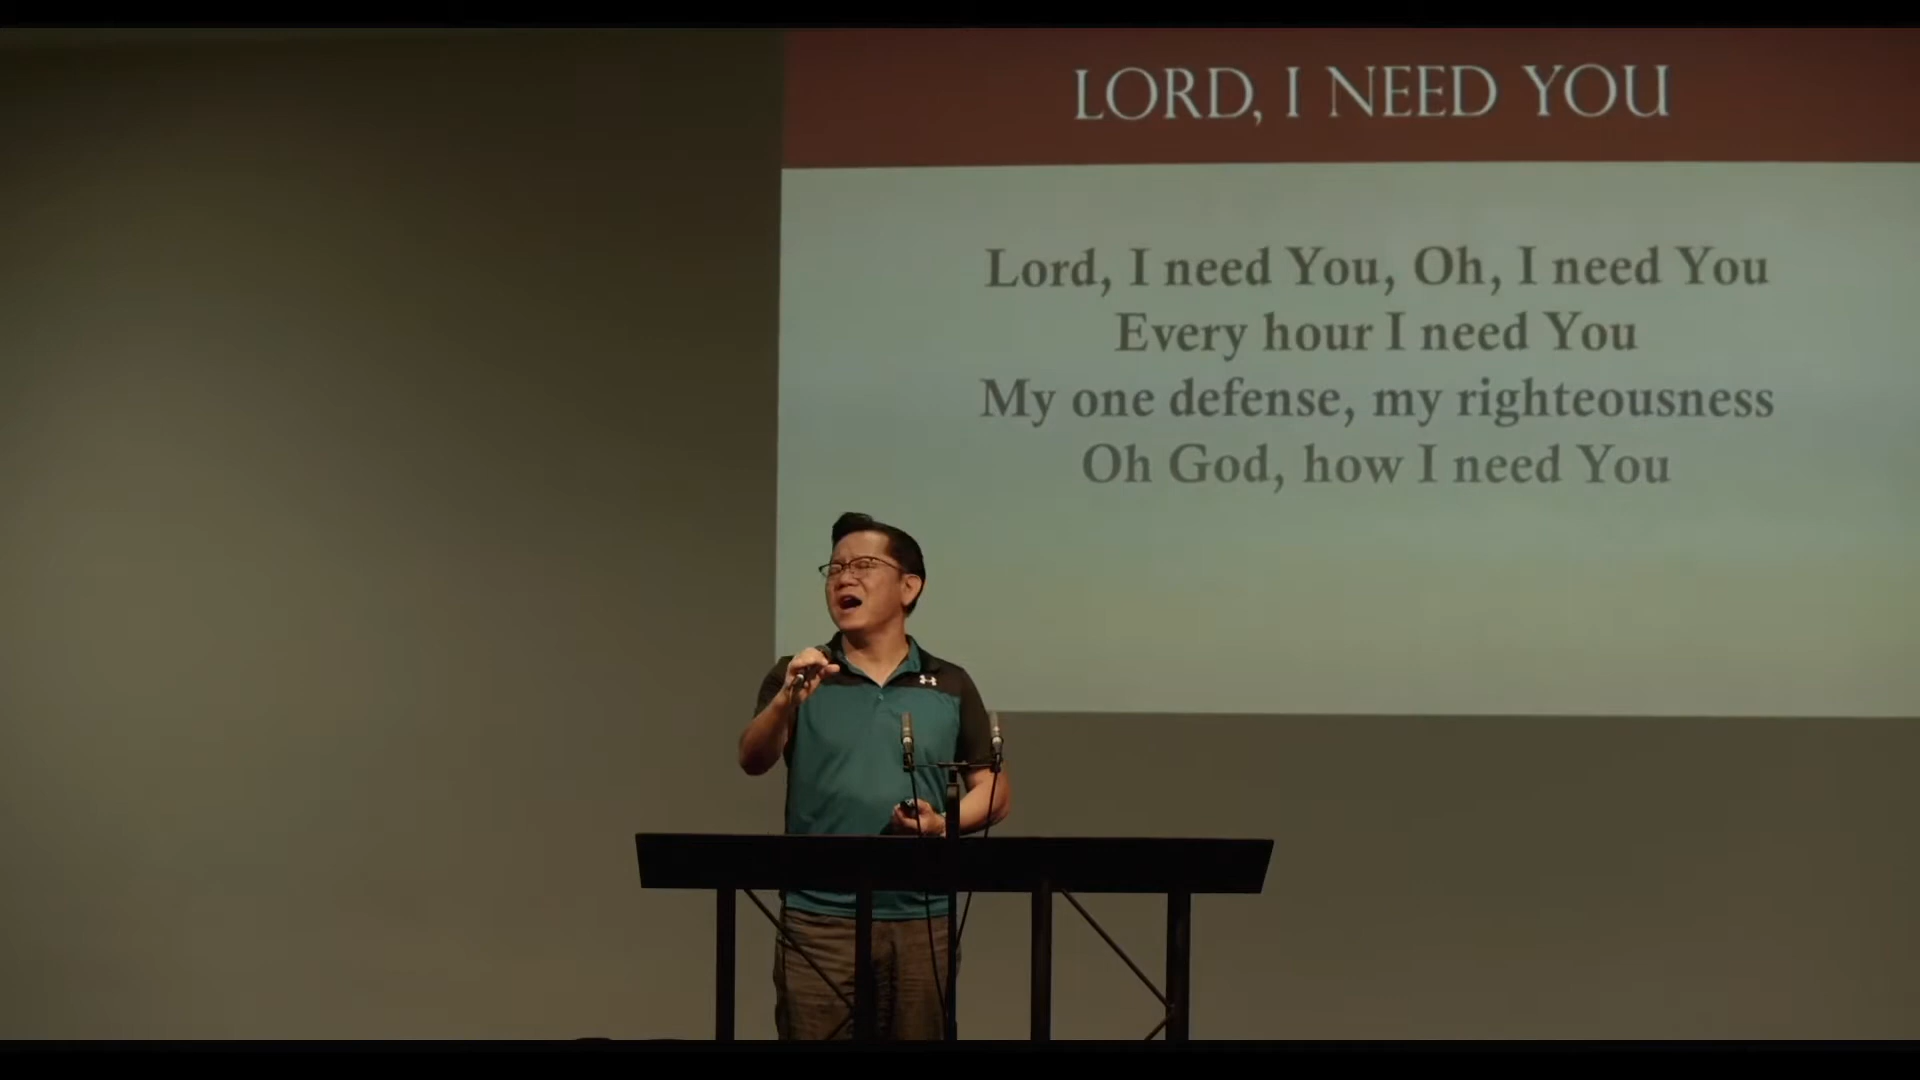 LORD, I NEED YOU
Lord, I need You, Oh, I need You
Every hour I need You
My one defense, my righteousness
Oh God, how I need You